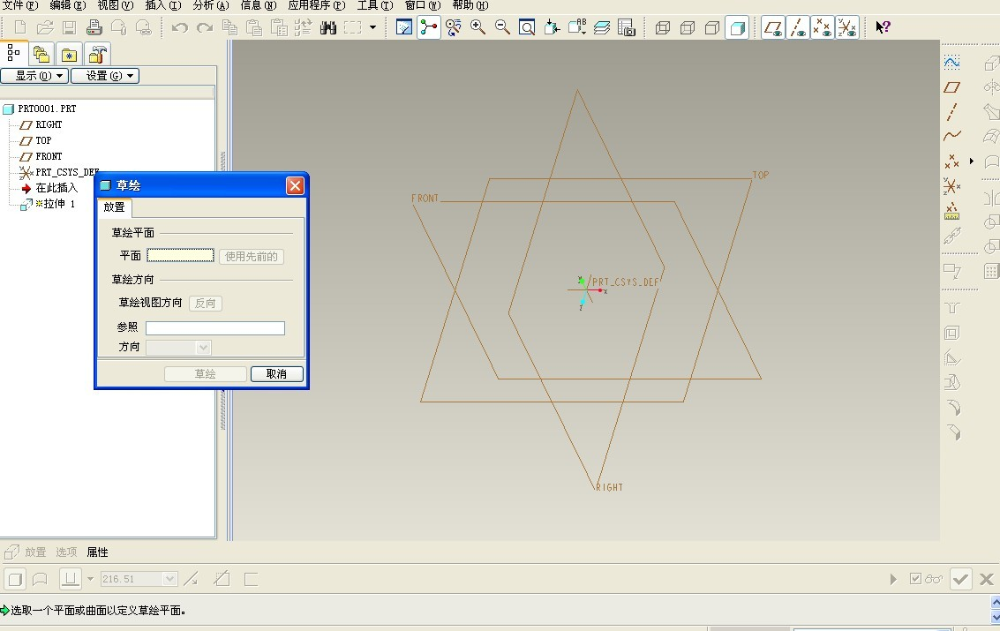 文件(F) 编辑(E) 视图(V) 插入(I) 分析(A) 信息(N) 应用程序(P) 工具(T) 窗口(W) 帮助(H)
显示(O) 设置(G)
PRT0001.PRT
RIGHT
TOP
FRONT
PRT_CSYS_DEF
在此插入
※拉伸 1
草绘
放置
草绘平面
平面 使用先前的
草绘方向
草绘视图方向 反向
参照
方向
草绘 取消
TOP
FRONT
PRT_CSYS_DEF
Y
X
Z
RIGHT
放置 选项 属性
216.51
选取一个平面或曲面以定义草绘平面。